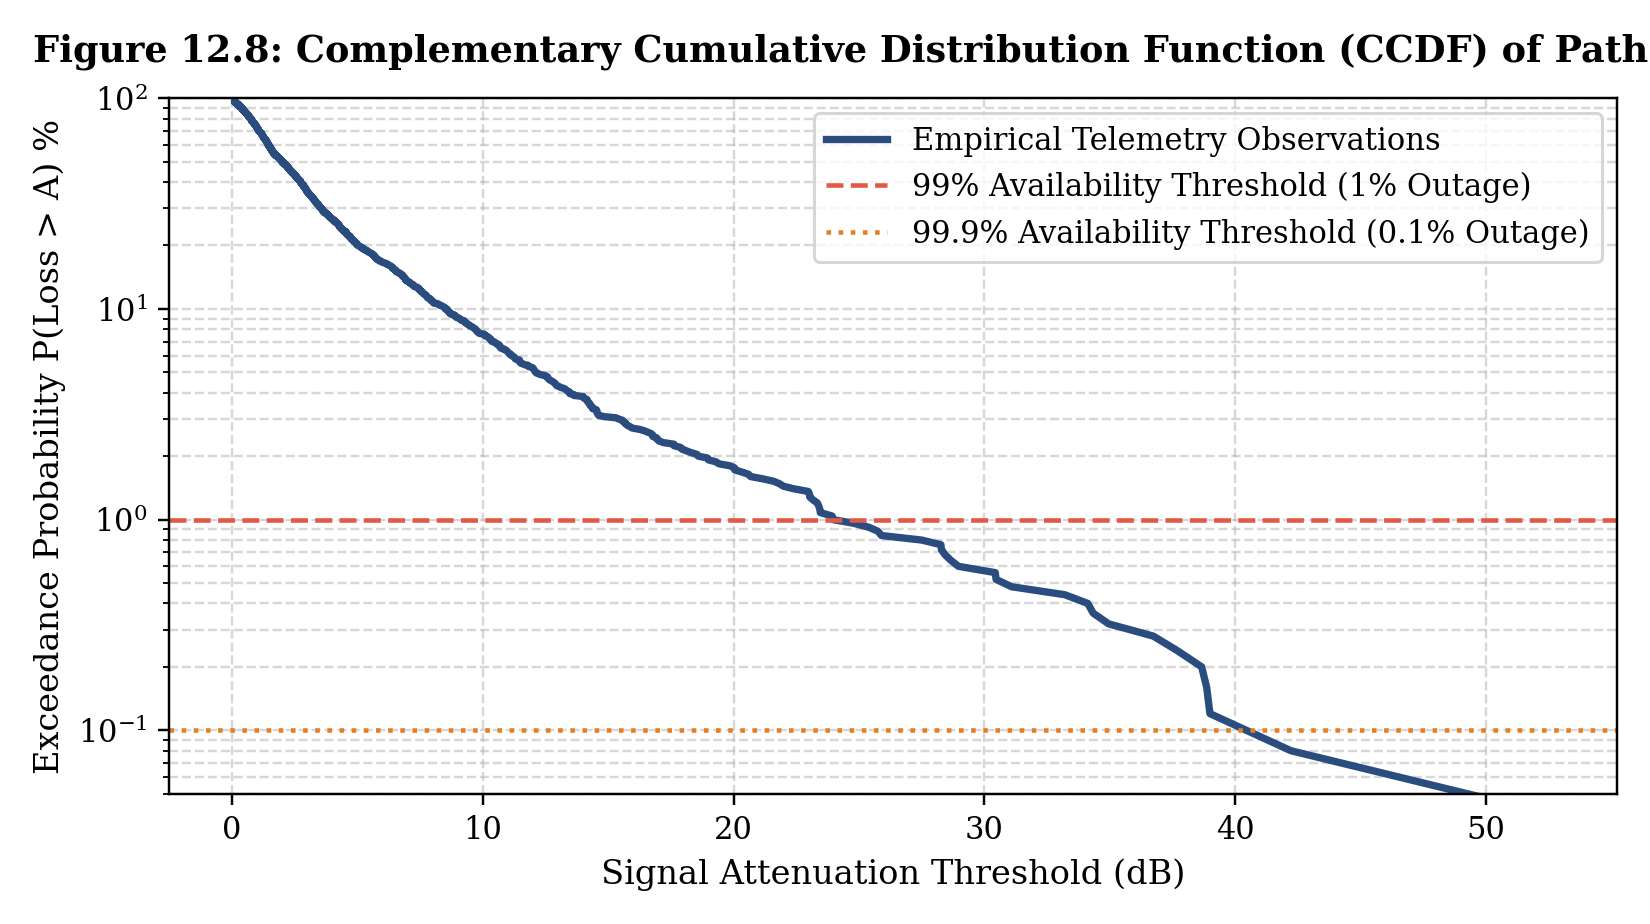 Figure 12.8: Complementary Cumulative Distribution Function (CCDF) of Path
Exceedance Probability P(Loss > A) %
10²
10¹
10⁰
10⁻¹
Empirical Telemetry Observations
99% Availability Threshold (1% Outage)
99.9% Availability Threshold (0.1% Outage)
0 10 20 30 40 50
Signal Attenuation Threshold (dB)